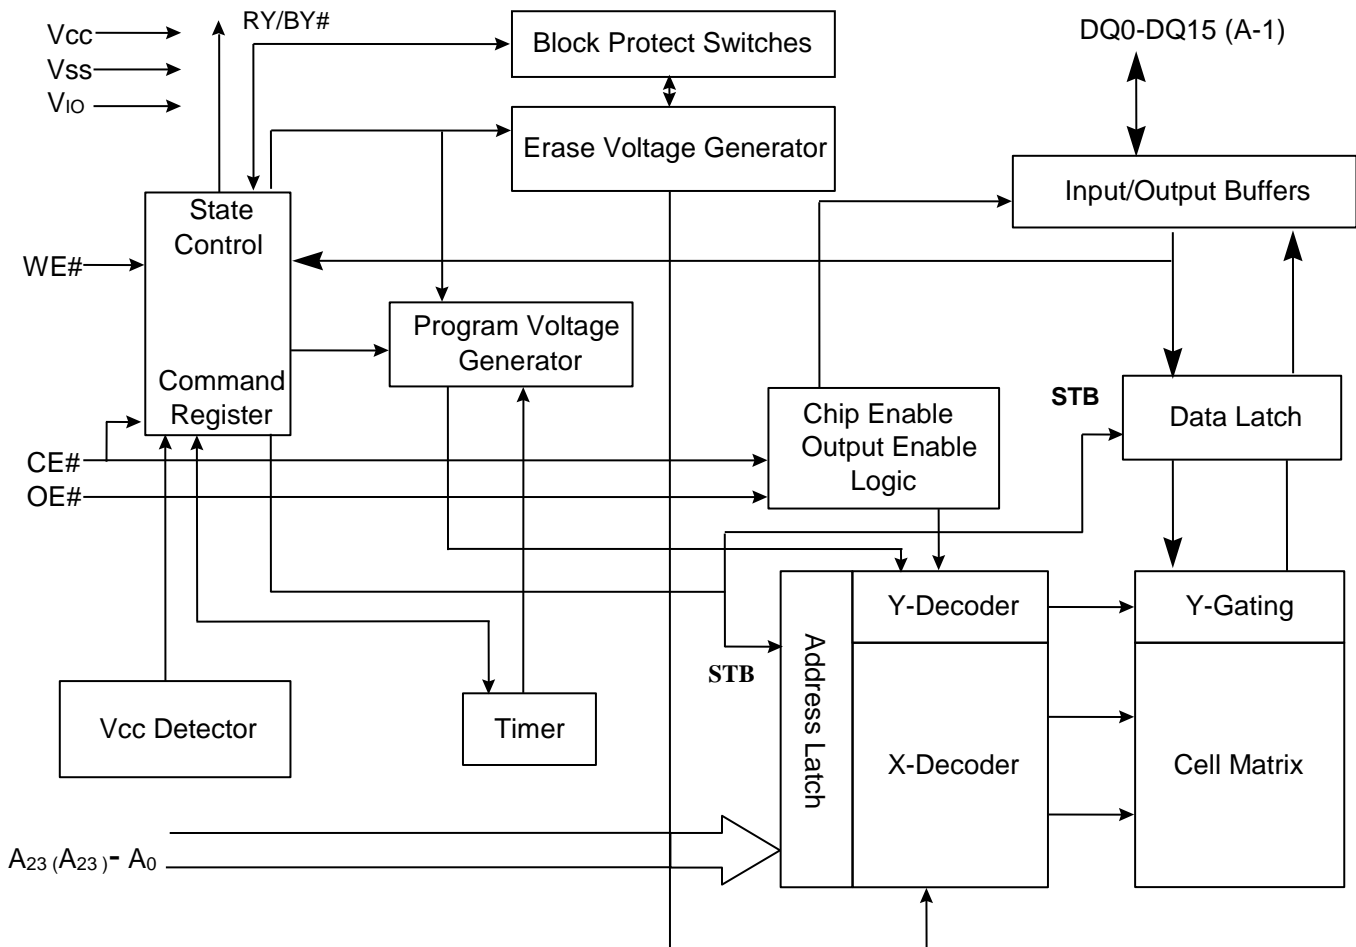 RY/BY#
Vcc
Vss
VIO
Block Protect Switches
DQ0-DQ15 (A-1)
Erase Voltage Generator
Input/Output Buffers
State
Control
WE#
Program Voltage
Generator
Command
Register
STB
Chip Enable
Output Enable
Logic
Data Latch
CE#
OE#
Y-Decoder
Y-Gating
STB
Address Latch
Vcc Detector
Timer
X-Decoder
Cell Matrix
A23 (A23) - A0